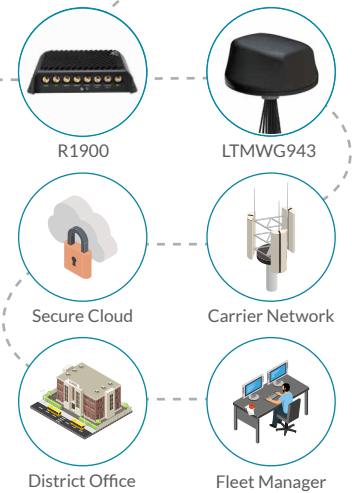 R1900
LTMWG943
Secure Cloud
Carrier Network
District Office
Fleet Manager